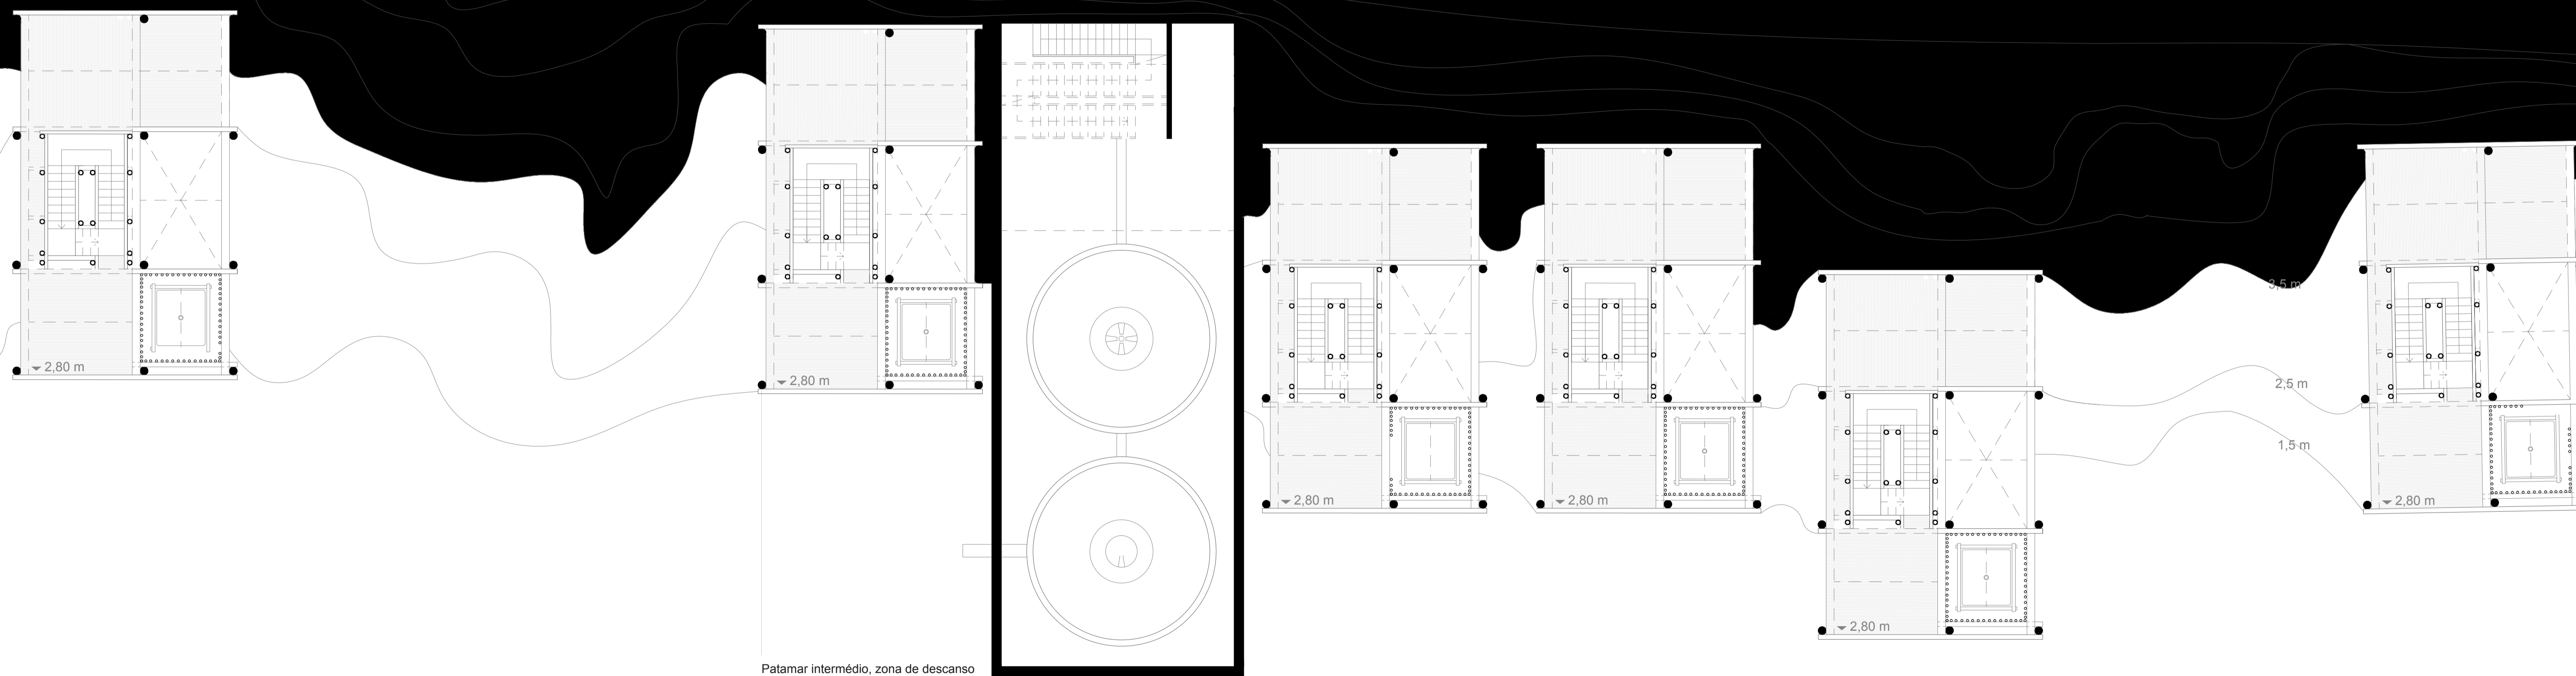 3,5 m
2,80 m
2,80 m
2,5 m
1,5 m
2,80 m
2,80 m
2,80 m
2,80 m
Patamar intermédio, zona de descanso